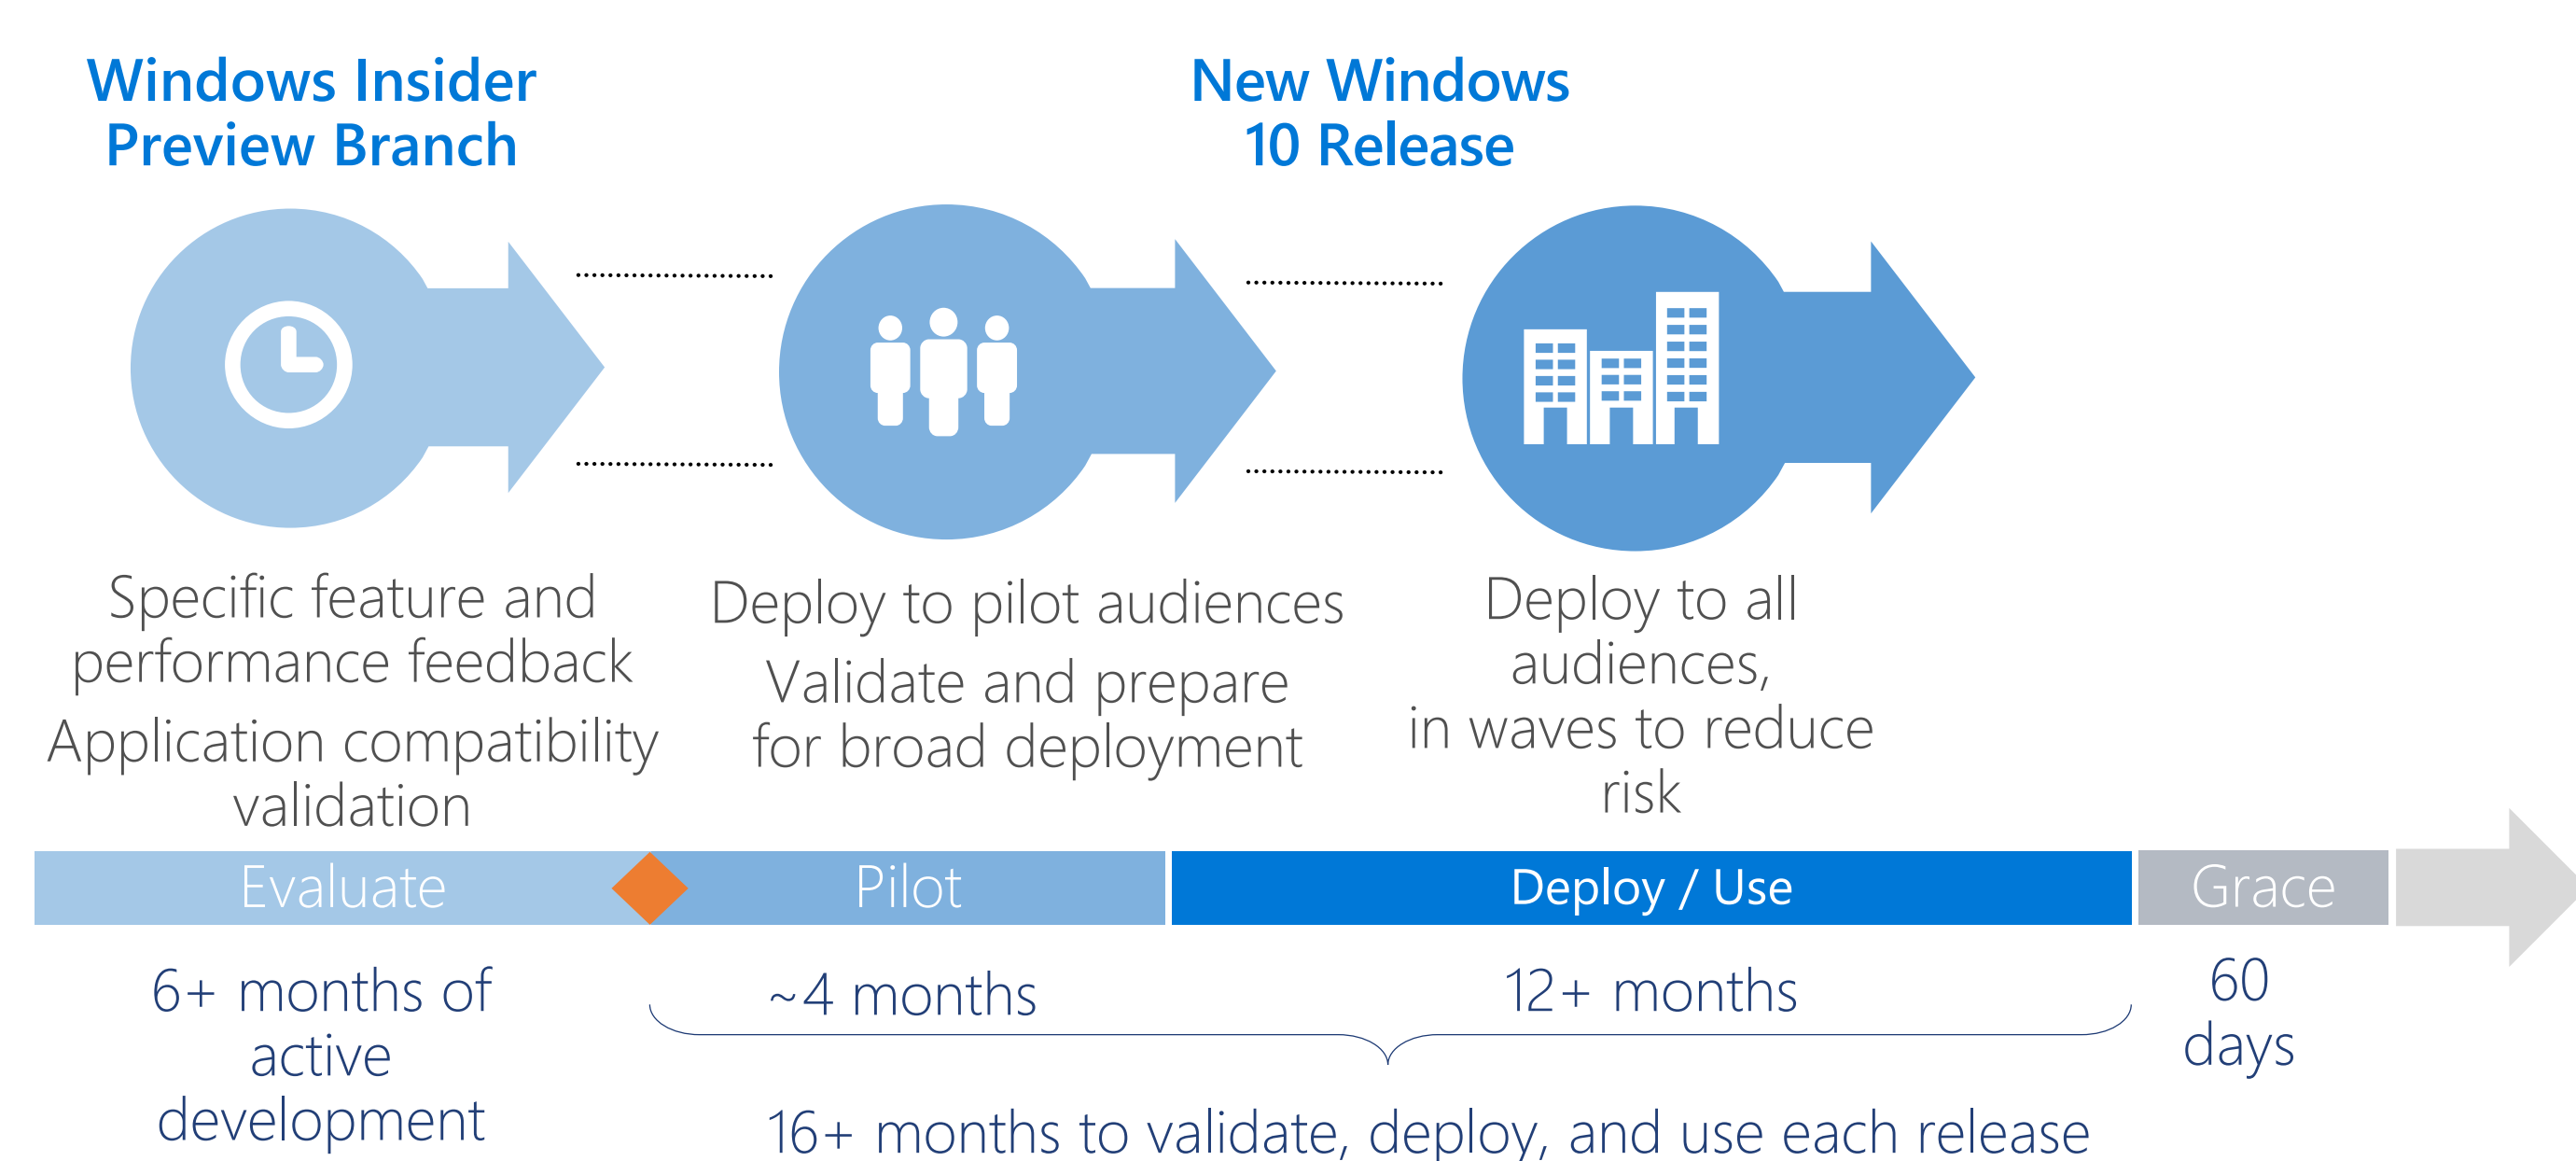 Windows Insider
Preview Branch
New Windows
10 Release
Specific feature and
performance feedback
Application compatibility
validation
Deploy to pilot audiences
Validate and prepare
for broad deployment
Deploy to all
audiences,
in waves to reduce
risk
Evaluate
Pilot
Deploy / Use
Grace
6+ months of
active
development
~4 months
12+ months
60
days
16+ months to validate, deploy, and use each release